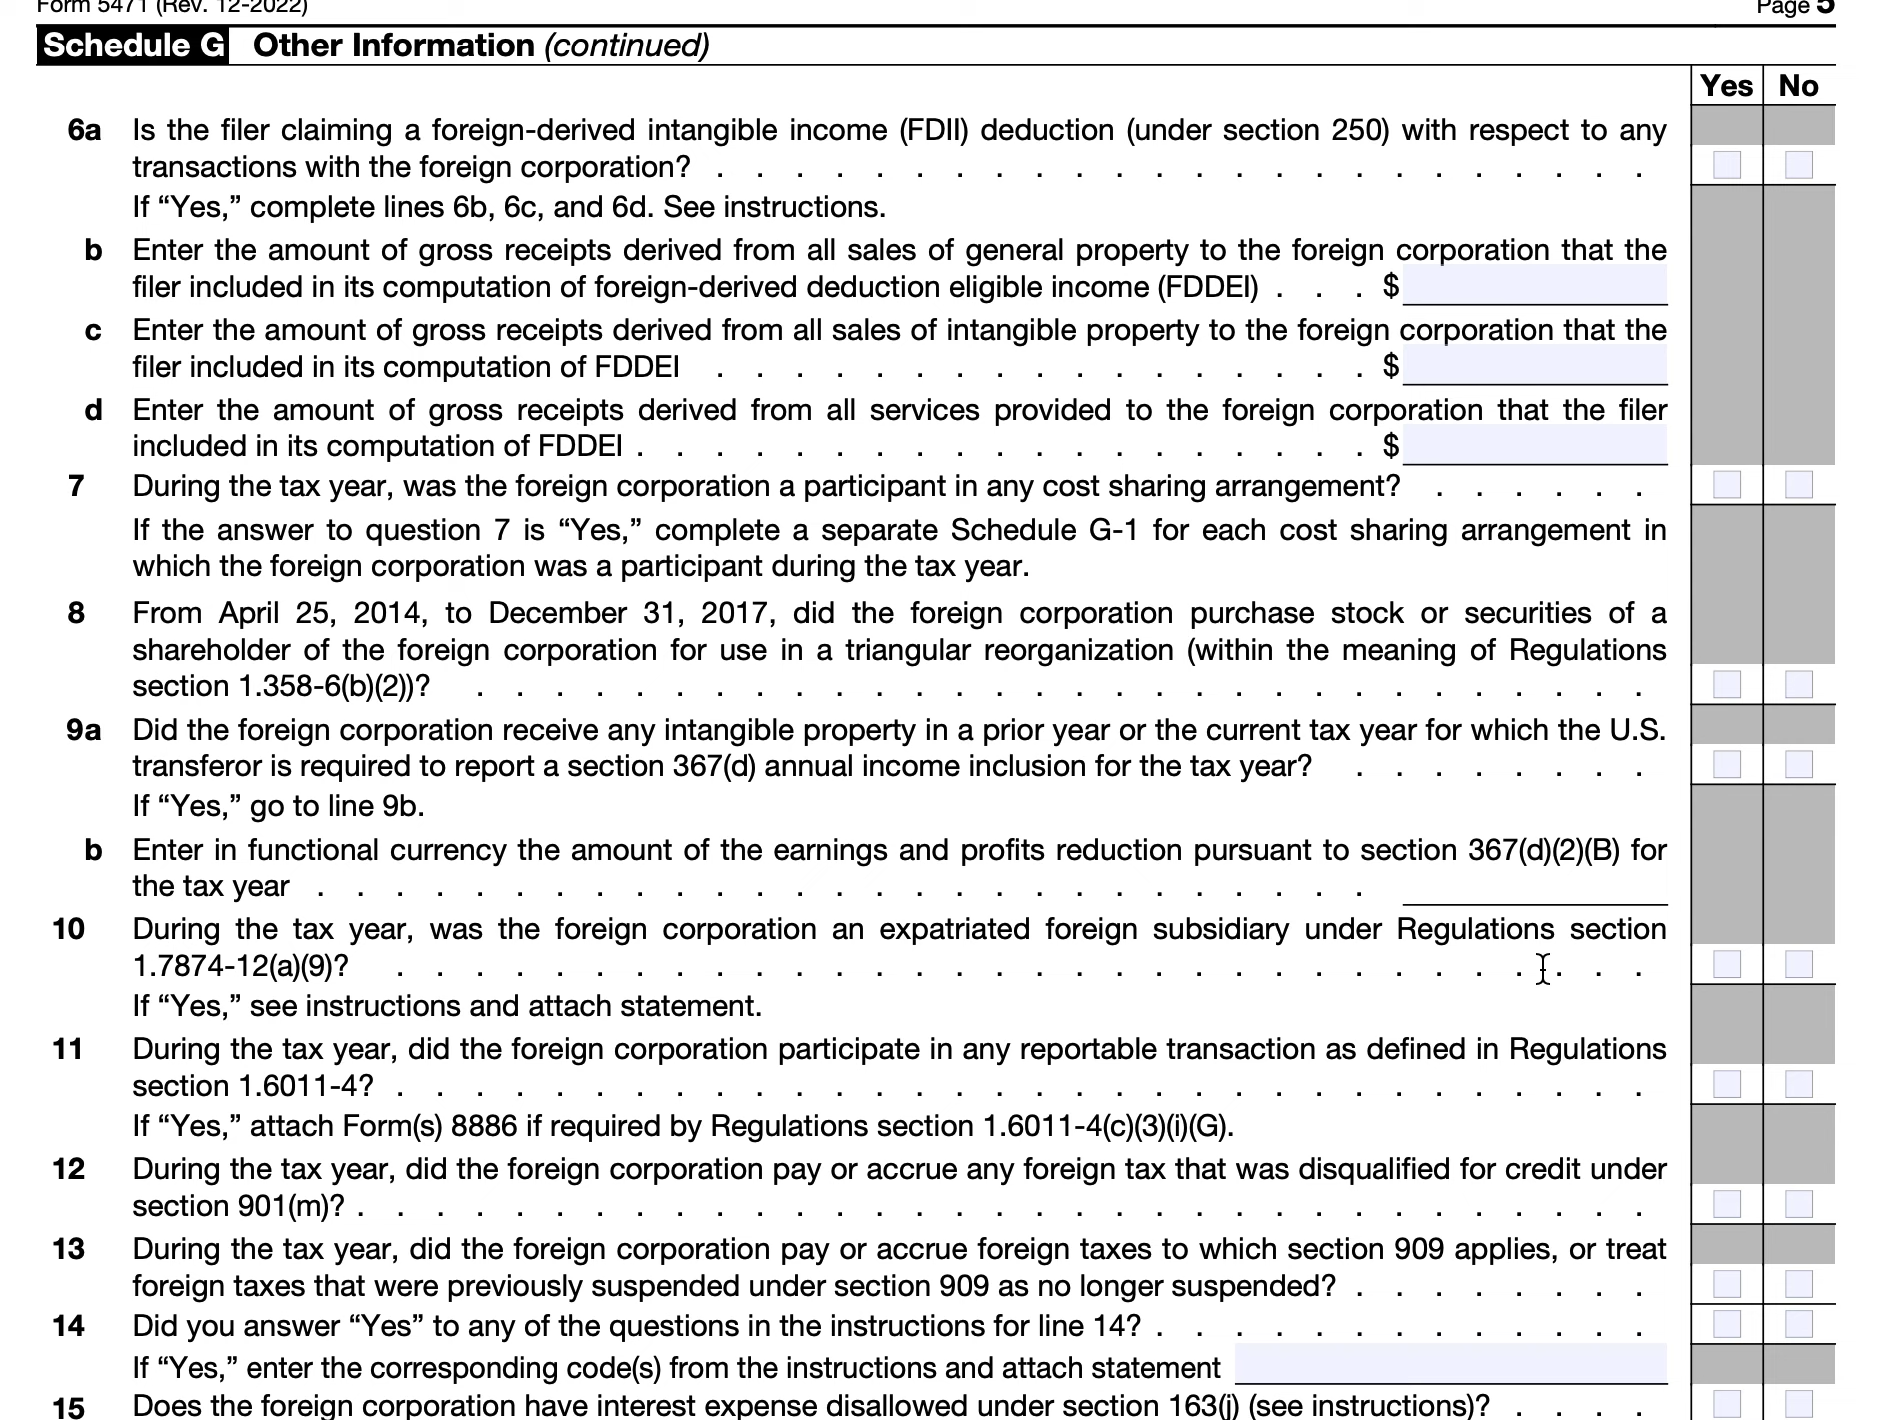 Form 5471 (Rev. 12-2022) Page 5
Schedule G Other Information (continued)
Yes No
6a Is the filer claiming a foreign-derived intangible income (FDII) deduction (under section 250) with respect to any
transactions with the foreign corporation? . . . . . . . . . . . . . . . . . . . . . . . .
If “Yes,” complete lines 6b, 6c, and 6d. See instructions.
b Enter the amount of gross receipts derived from all sales of general property to the foreign corporation that the
filer included in its computation of foreign-derived deduction eligible income (FDDEI) . . . $
c Enter the amount of gross receipts derived from all sales of intangible property to the foreign corporation that the
filer included in its computation of FDDEI . . . . . . . . . . . . . . . . . $
d Enter the amount of gross receipts derived from all services provided to the foreign corporation that the filer
included in its computation of FDDEI . . . . . . . . . . . . . . . . . . . $
7 During the tax year, was the foreign corporation a participant in any cost sharing arrangement? . . . . . .
If the answer to question 7 is “Yes,” complete a separate Schedule G-1 for each cost sharing arrangement in
which the foreign corporation was a participant during the tax year.
8 From April 25, 2014, to December 31, 2017, did the foreign corporation purchase stock or securities of a
shareholder of the foreign corporation for use in a triangular reorganization (within the meaning of Regulations
section 1.358-6(b)(2))? . . . . . . . . . . . . . . . . . . . . . . . . . . . . . .
9a Did the foreign corporation receive any intangible property in a prior year or the current tax year for which the U.S.
transferor is required to report a section 367(d) annual income inclusion for the tax year? . . . . . . . .
If “Yes,” go to line 9b.
b Enter in functional currency the amount of the earnings and profits reduction pursuant to section 367(d)(2)(B) for
the tax year . . . . . . . . . . . . . . . . . . . . . . . . . . .
10 During the tax year, was the foreign corporation an expatriated foreign subsidiary under Regulations section
1.7874-12(a)(9)? . . . . . . . . . . . . . . . . . . . . . . . . . . . . . . . .
If “Yes,” see instructions and attach statement.
11 During the tax year, did the foreign corporation participate in any reportable transaction as defined in Regulations
section 1.6011-4? . . . . . . . . . . . . . . . . . . . . . . . . . . . . . . . .
If “Yes,” attach Form(s) 8886 if required by Regulations section 1.6011-4(c)(3)(i)(G).
12 During the tax year, did the foreign corporation pay or accrue any foreign tax that was disqualified for credit under
section 901(m)? . . . . . . . . . . . . . . . . . . . . . . . . . . . . . . . . .
13 During the tax year, did the foreign corporation pay or accrue foreign taxes to which section 909 applies, or treat
foreign taxes that were previously suspended under section 909 as no longer suspended? . . . . . . . .
14 Did you answer “Yes” to any of the questions in the instructions for line 14? . . . . . . . . . . . . .
If “Yes,” enter the corresponding code(s) from the instructions and attach statement
15 Does the foreign corporation have interest expense disallowed under section 163(j) (see instructions)? . . . .